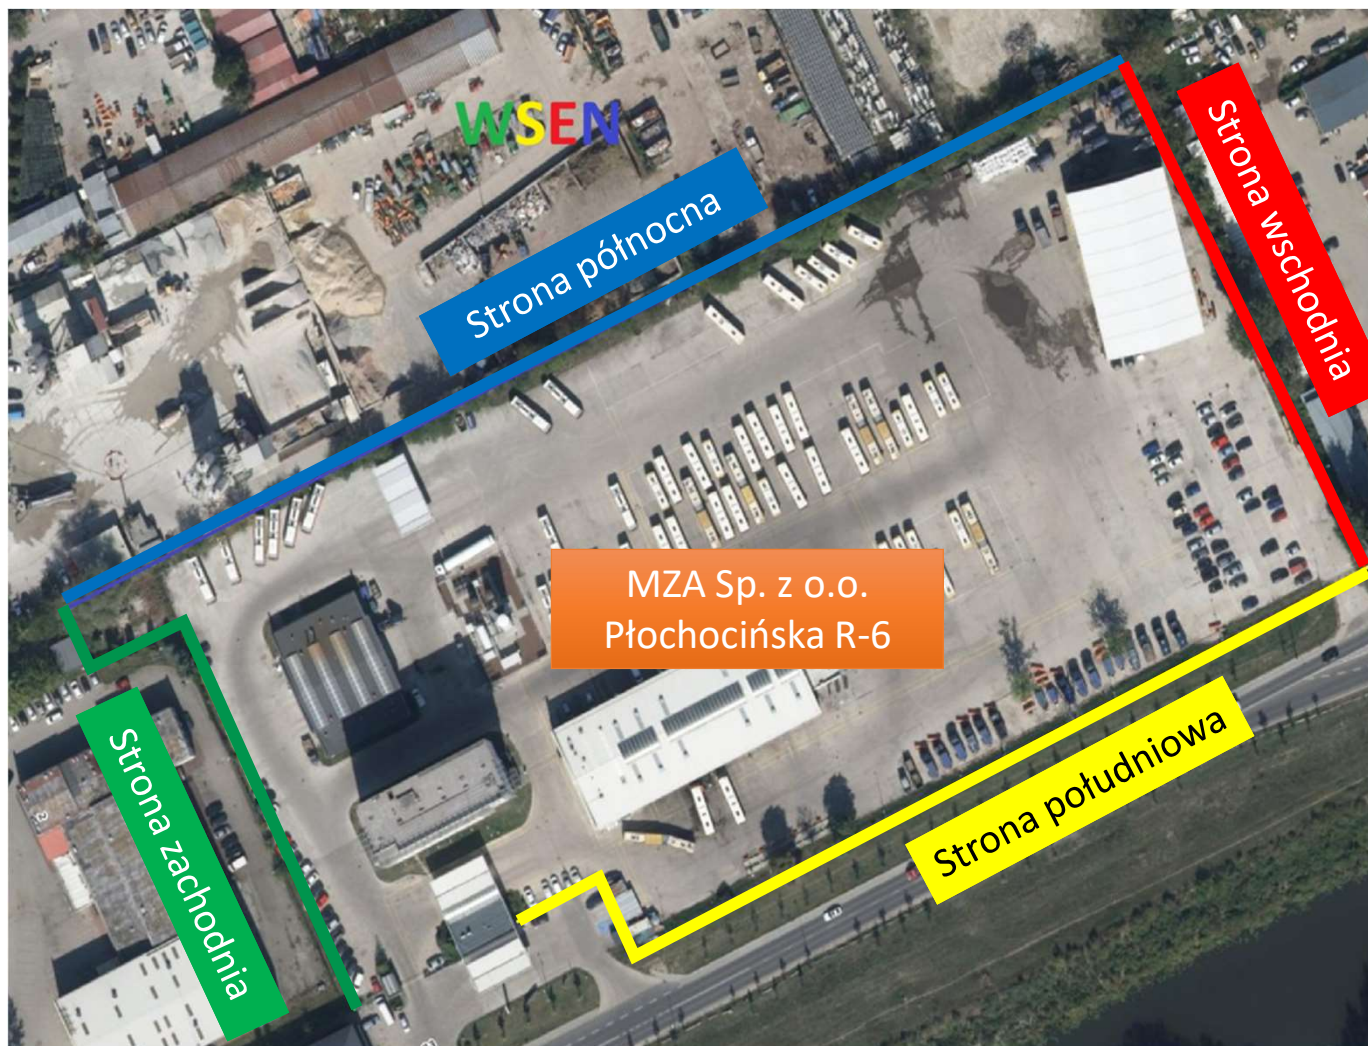 WSEN
Strona północna
Strona wschodnia
MZA Sp. z o.o.
Płochocińska R-6
Strona zachodnia
Strona południowa